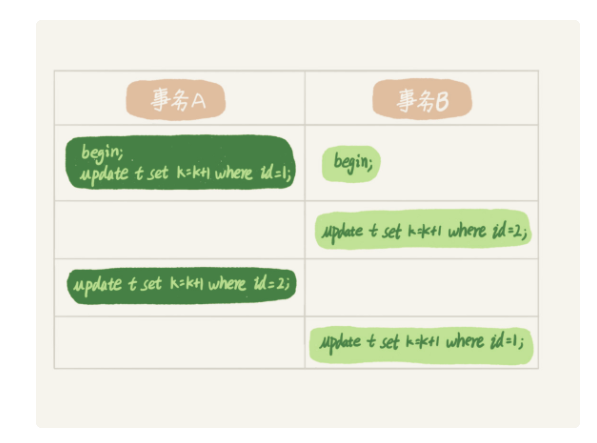 事务A
事务B
begin;
update t set k=k+1 where id=1;
begin;
update t set k=k+1 where id=2;
update t set k=k+1 where id=2;
update t set k=k+1 where id=1;